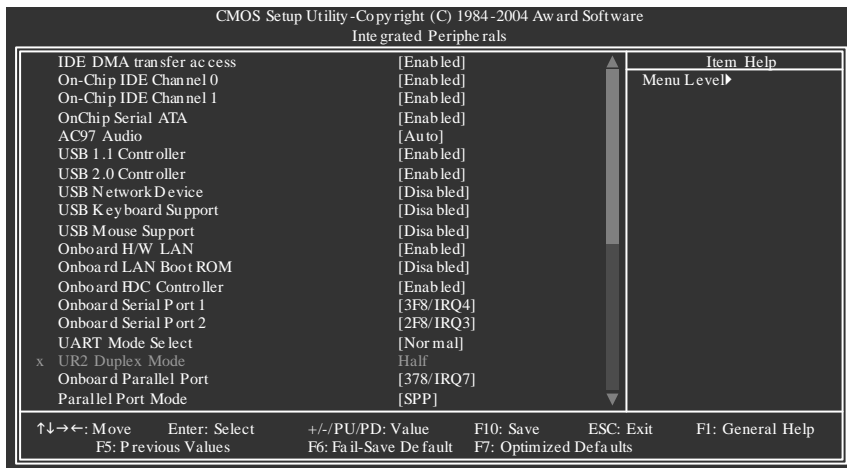 CMOS Setup Utility-Copyright (C) 1984-2004 Award Software
Integrated Peripherals
IDE DMA transfer access [Enabled]
On-Chip IDE Channel 0 [Enabled]
On-Chip IDE Channel 1 [Enabled]
OnChip Serial ATA [Enabled]
AC97 Audio [Auto]
USB 1.1 Controller [Enabled]
USB 2.0 Controller [Enabled]
USB Network Device [Disabled]
USB Keyboard Support [Disabled]
USB Mouse Support [Disabled]
Onboard H/W LAN [Enabled]
Onboard LAN Boot ROM [Disabled]
Onboard FDC Controller [Enabled]
Onboard Serial Port 1 [3F8/IRQ4]
Onboard Serial Port 2 [2F8/IRQ3]
UART Mode Select [Normal]
x UR2 Duplex Mode Half
Onboard Parallel Port [378/IRQ7]
Parallel Port Mode [SPP]
Item Help
Menu Level▶
↑↓→←: Move Enter: Select +/-/PU/PD: Value F10: Save ESC: Exit F1: General Help
F5: Previous Values F6: Fail-Save Default F7: Optimized Defaults